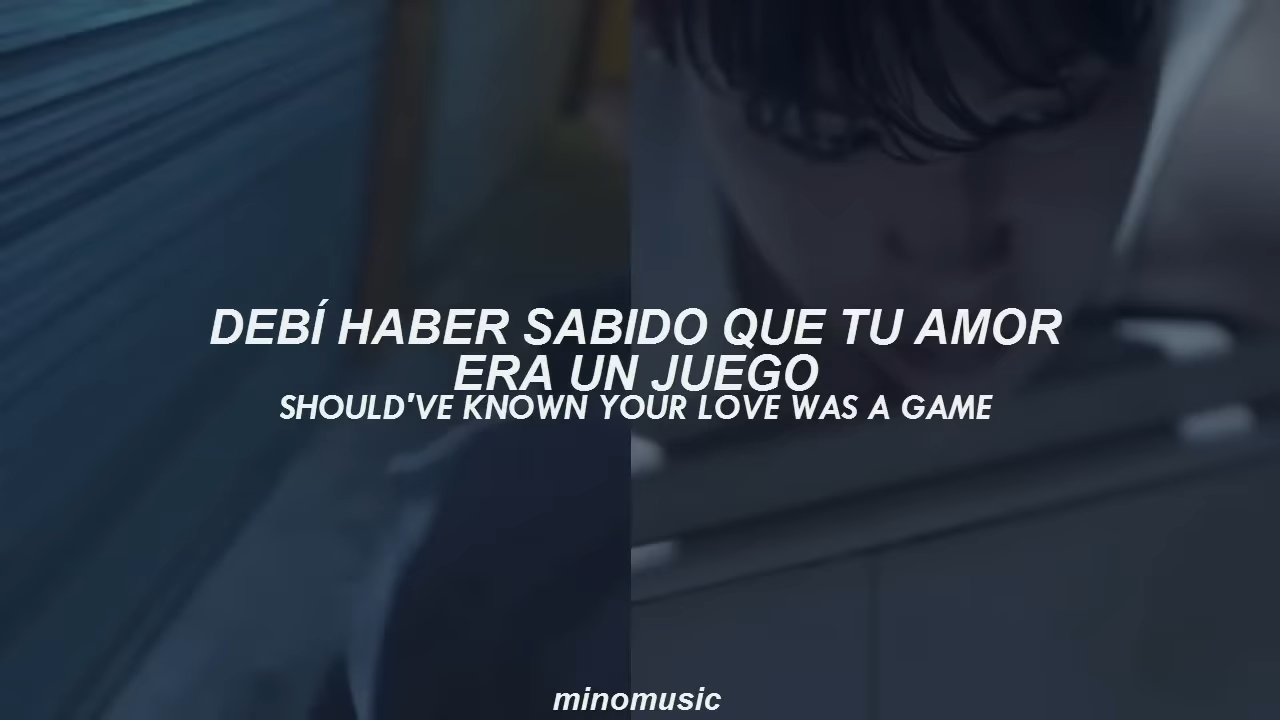 DEBÍ HABER SABIDO QUE TU AMOR
ERA UN JUEGO
SHOULD'VE KNOWN YOUR LOVE WAS A GAME
minomusic